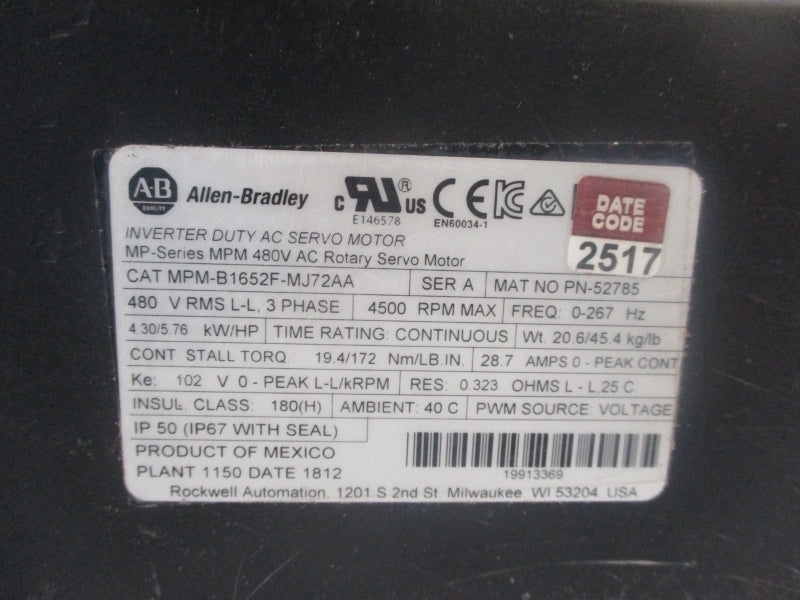 A-B
QUALITY
Allen-Bradley
c RU ® US
E146578
CE
EN60034-1
KC
DATE CODE
2517
INVERTER DUTY AC SERVO MOTOR
MP-Series MPM 480V AC Rotary Servo Motor
CAT MPM-B1652F-MJ72AA SER A MAT NO PN-52785
480 V RMS L-L, 3 PHASE 4500 RPM MAX FREQ: 0-267 Hz
4.30/5.76 kW/HP TIME RATING: CONTINUOUS Wt. 20.6/45.4 kg/lb
CONT. STALL TORQ. 19.4/172 Nm/LB.IN. 28.7 AMPS 0 - PEAK CONT
Ke: 102 V 0 - PEAK L-L/kRPM RES: 0.323 OHMS L - L,25 C.
INSUL. CLASS: 180(H) AMBIENT: 40 C PWM SOURCE: VOLTAGE
IP 50 (IP67 WITH SEAL)
PRODUCT OF MEXICO
PLANT 1150 DATE 1812
19913369
Rockwell Automation. 1201 S 2nd St. Milwaukee WI 53204 USA